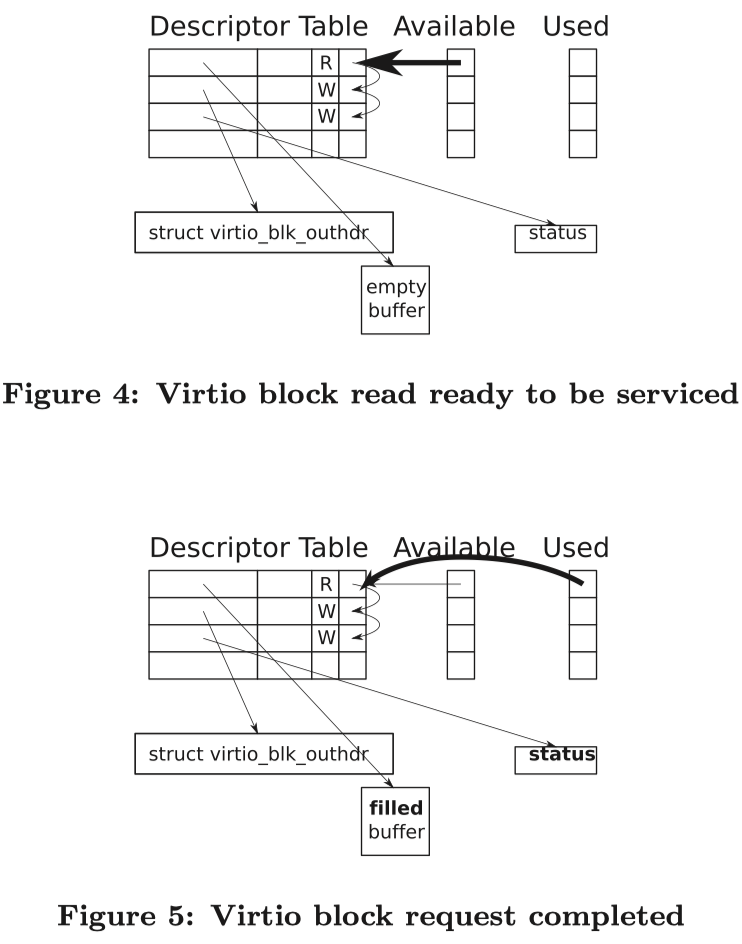 Descriptor Table Available Used
R
W
W
struct virtio_blk_outhdr status
empty
buffer
Figure 4: Virtio block read ready to be serviced
Descriptor Table Available Used
R
W
W
struct virtio_blk_outhdr status
filled
buffer
Figure 5: Virtio block request completed